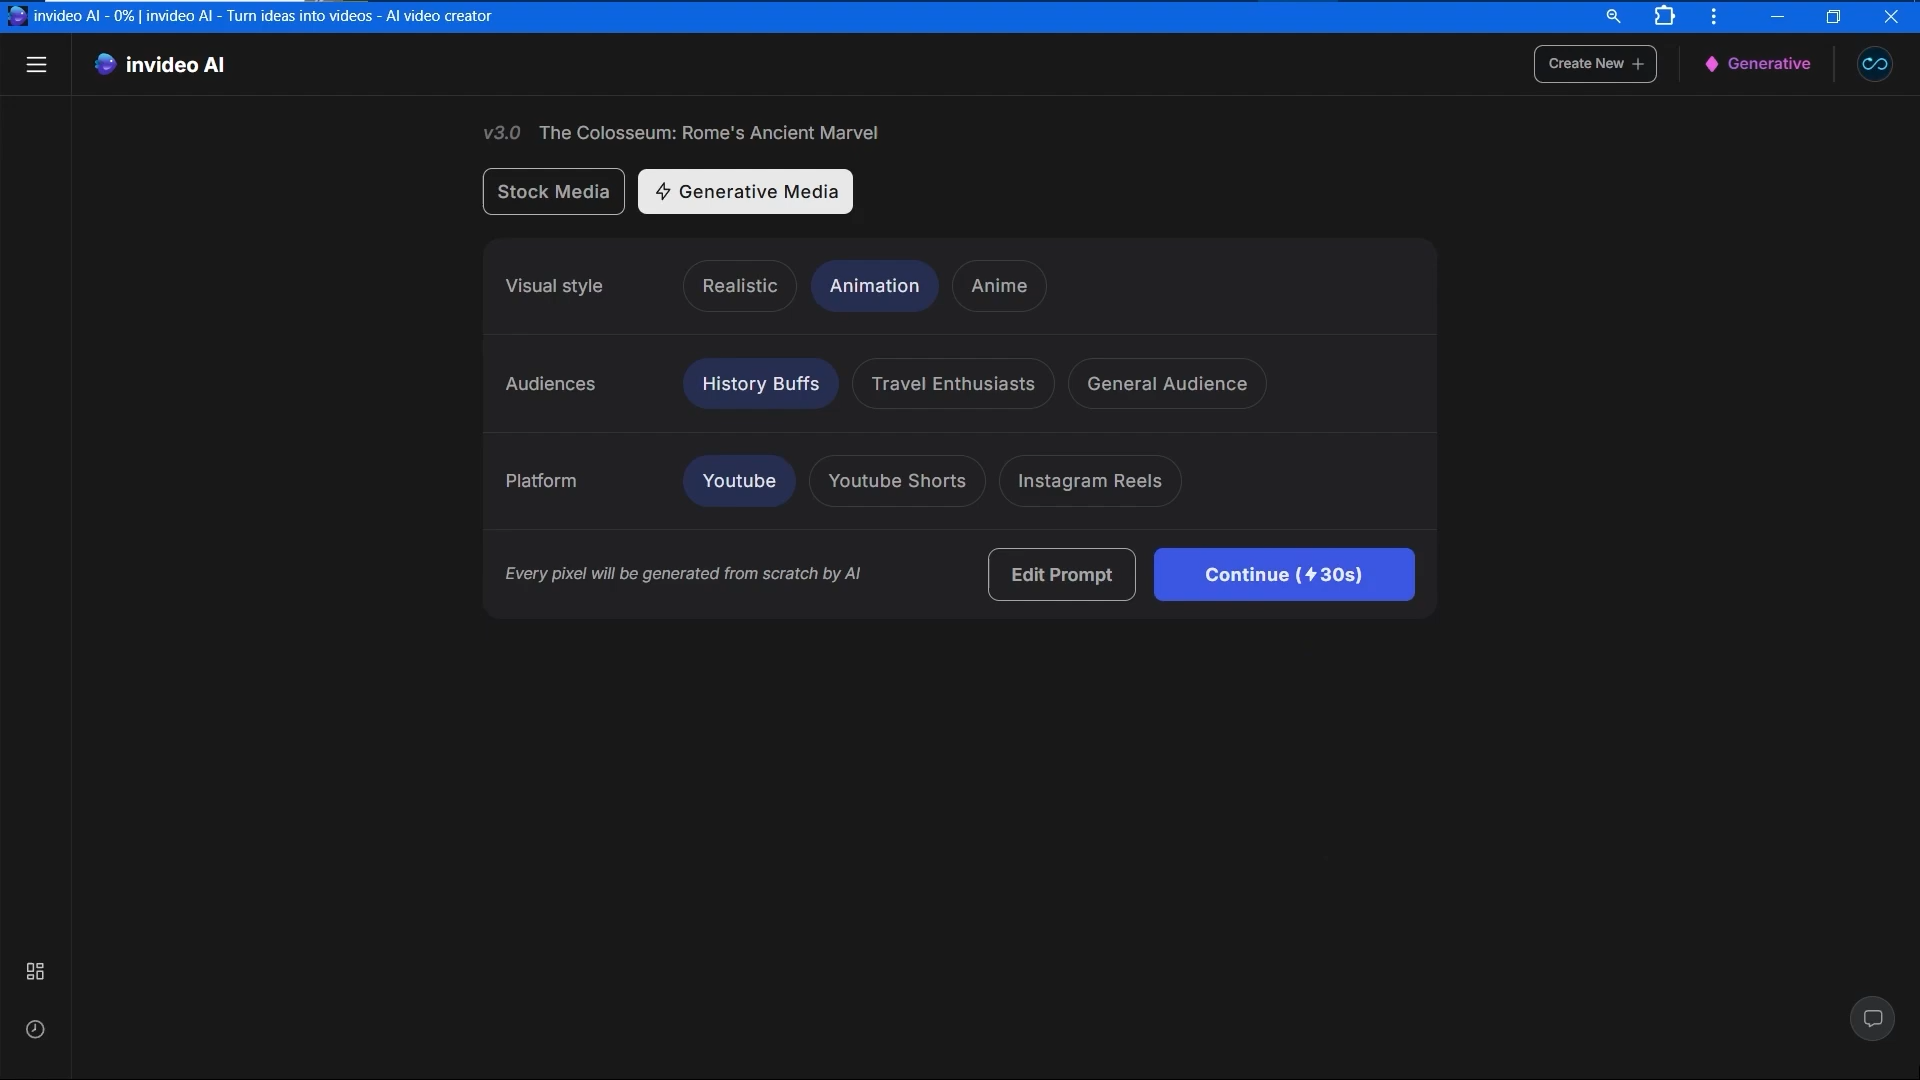 invideo AI - 0% | invideo AI - Turn ideas into videos - AI video creator
invideo AI
Create New
Generative
v3.0 The Colosseum: Rome's Ancient Marvel
Stock Media
Generative Media
Visual style
Realistic
Animation
Anime
Audiences
History Buffs
Travel Enthusiasts
General Audience
Platform
Youtube
Youtube Shorts
Instagram Reels
Every pixel will be generated from scratch by AI
Edit Prompt
Continue (⚡30s)